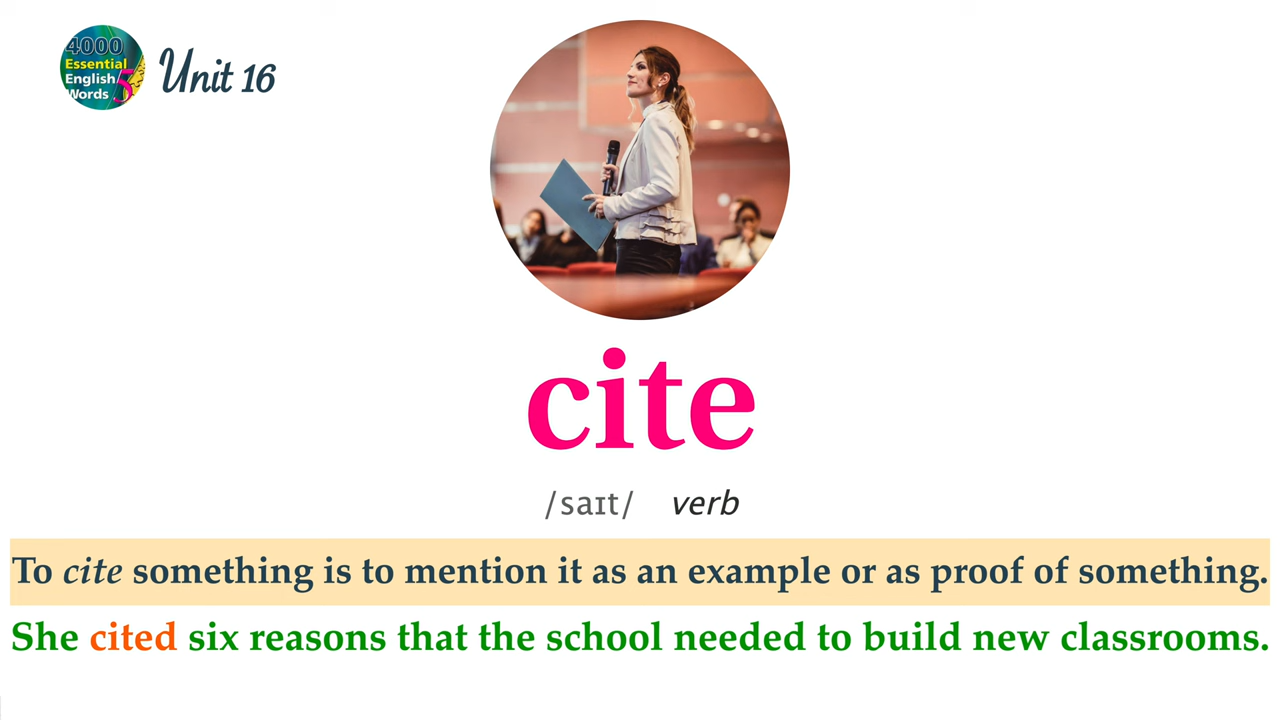 4000
Essential
English
Words 5
Unit 16
cite
/saɪt/ verb
To cite something is to mention it as an example or as proof of something.
She cited six reasons that the school needed to build new classrooms.